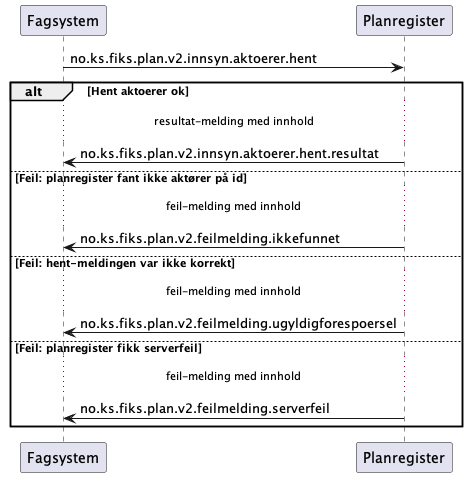 Fagsystem Planregister
no.ks.fiks.plan.v2.innsyn.aktoerer.hent
alt [Hent aktoerer ok]
resultat-melding med innhold
no.ks.fiks.plan.v2.innsyn.aktoerer.hent.resultat
[Feil: planregister fant ikke aktører på id]
feil-melding med innhold
no.ks.fiks.plan.v2.feilmelding.ikkefunnet
[Feil: hent-meldingen var ikke korrekt]
feil-melding med innhold
no.ks.fiks.plan.v2.feilmelding.ugyldigforespoersel
[Feil: planregister fikk serverfeil]
feil-melding med innhold
no.ks.fiks.plan.v2.feilmelding.serverfeil
Fagsystem Planregister